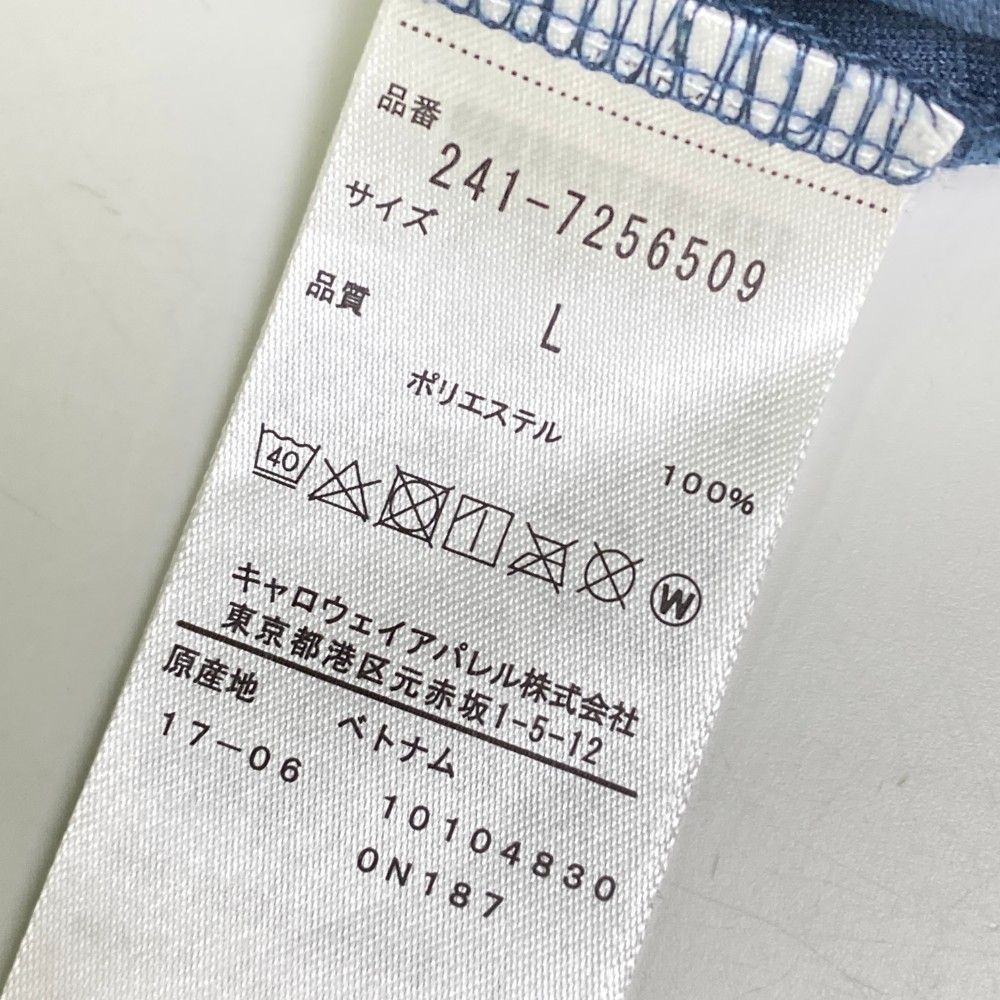 品番
241-7256509
サイズ
L
品質
ポリエステル
100%
40
W
キャロウェイアパレル株式会社
東京都港区元赤坂1-5-12
原産地 ベトナム
17-06
10104830
0N187